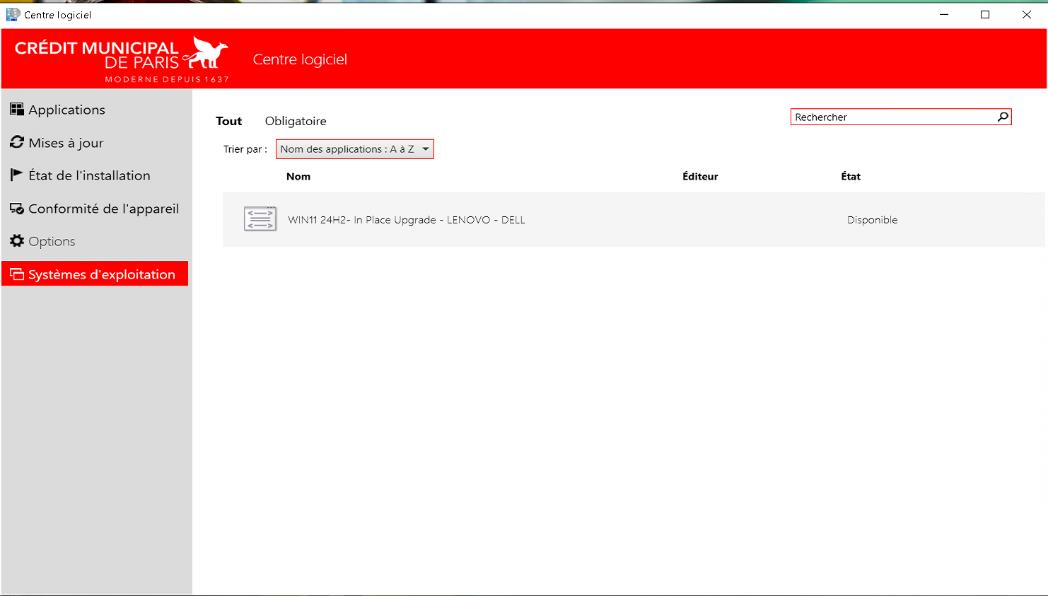 Centre logiciel
CRÉDIT MUNICIPAL
DE PARIS
MODERNE DEPUIS 1637
Centre logiciel
Applications
Mises à jour
État de l'installation
Conformité de l'appareil
Options
Systèmes d'exploitation
Tout Obligatoire
Rechercher
Trier par : Nom des applications : A à Z
Nom Éditeur État
WIN11 24H2- In Place Upgrade - LENOVO - DELL Disponible